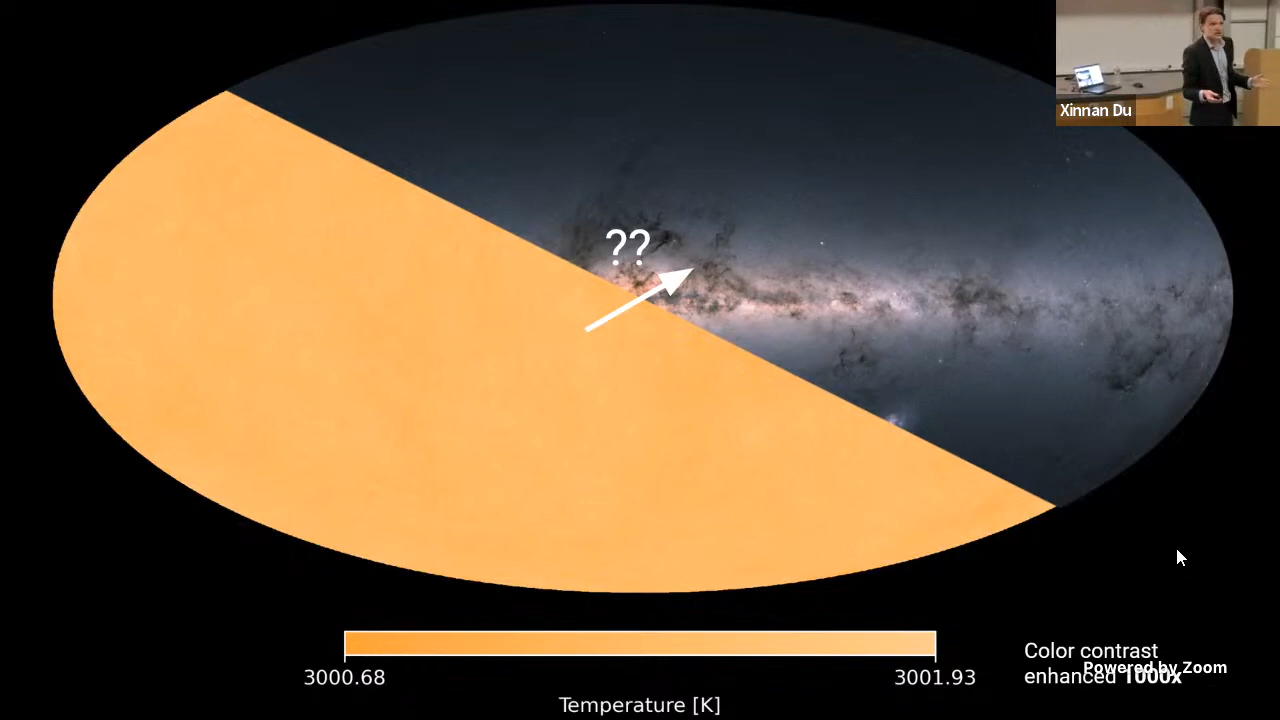 Xinnan Du
??
3000.68
3001.93
Temperature [K]
Color contrast
enhanced 1000x
Powered by Zoom